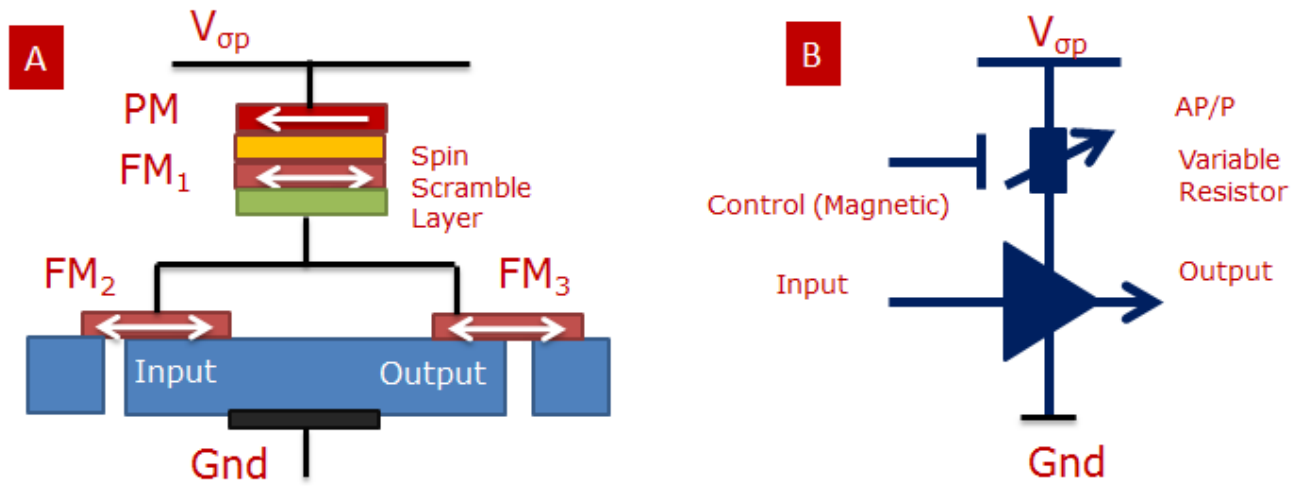 A
Vσp
PM
FM1
Spin
Scramble
Layer
FM2
FM3
Input
Output
Gnd
B
Vσp
AP/P
Variable
Resistor
Control (Magnetic)
Input
Output
Gnd